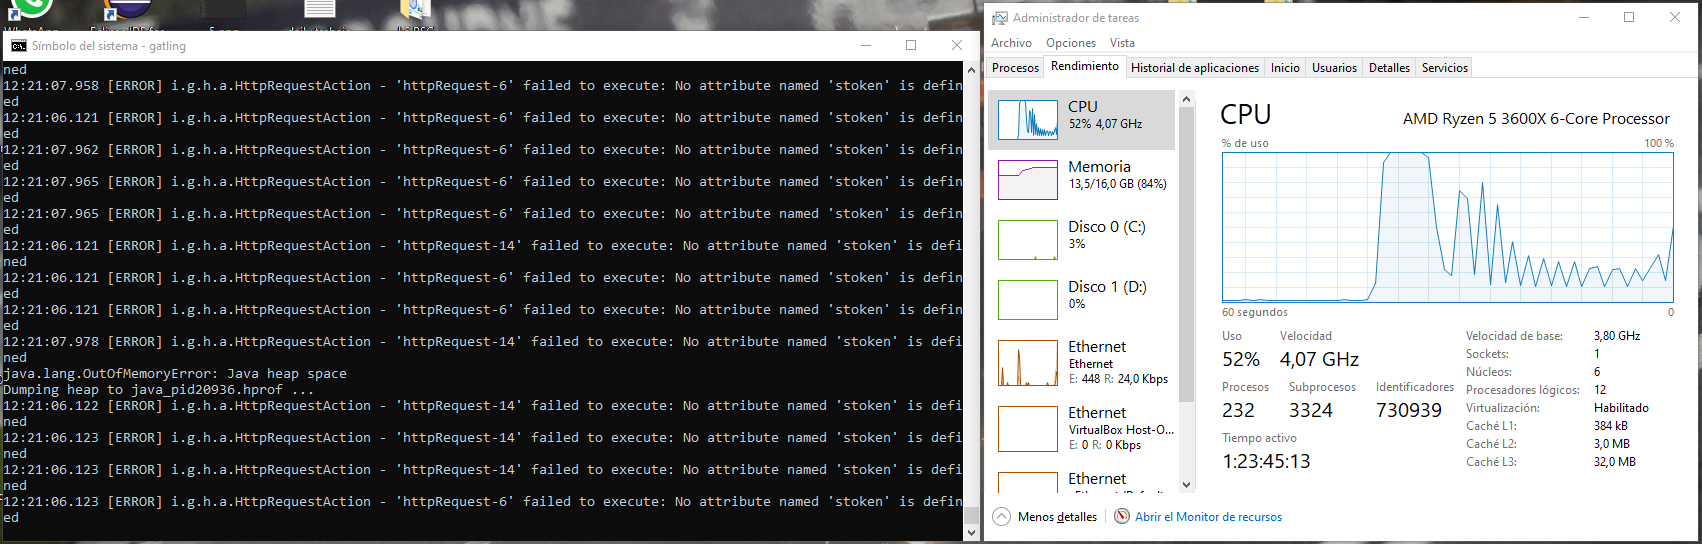 Símbolo del sistema - gatling
ned
12:21:07.958 [ERROR] i.g.h.a.HttpRequestAction - 'httpRequest-6' failed to execute: No attribute named 'stoken' is defin
ed
12:21:06.121 [ERROR] i.g.h.a.HttpRequestAction - 'httpRequest-6' failed to execute: No attribute named 'stoken' is defin
ed
12:21:07.962 [ERROR] i.g.h.a.HttpRequestAction - 'httpRequest-6' failed to execute: No attribute named 'stoken' is defin
ed
12:21:07.965 [ERROR] i.g.h.a.HttpRequestAction - 'httpRequest-6' failed to execute: No attribute named 'stoken' is defin
ed
12:21:07.965 [ERROR] i.g.h.a.HttpRequestAction - 'httpRequest-6' failed to execute: No attribute named 'stoken' is defin
ed
12:21:06.121 [ERROR] i.g.h.a.HttpRequestAction - 'httpRequest-14' failed to execute: No attribute named 'stoken' is defi
ned
12:21:06.121 [ERROR] i.g.h.a.HttpRequestAction - 'httpRequest-6' failed to execute: No attribute named 'stoken' is defin
ed
12:21:06.121 [ERROR] i.g.h.a.HttpRequestAction - 'httpRequest-6' failed to execute: No attribute named 'stoken' is defin
ed
12:21:07.978 [ERROR] i.g.h.a.HttpRequestAction - 'httpRequest-14' failed to execute: No attribute named 'stoken' is defi
ned
java.lang.OutOfMemoryError: Java heap space
Dumping heap to java_pid20936.hprof ...
12:21:06.122 [ERROR] i.g.h.a.HttpRequestAction - 'httpRequest-14' failed to execute: No attribute named 'stoken' is defi
ned
12:21:06.123 [ERROR] i.g.h.a.HttpRequestAction - 'httpRequest-14' failed to execute: No attribute named 'stoken' is defi
ned
12:21:06.123 [ERROR] i.g.h.a.HttpRequestAction - 'httpRequest-14' failed to execute: No attribute named 'stoken' is defi
ned
12:21:06.123 [ERROR] i.g.h.a.HttpRequestAction - 'httpRequest-6' failed to execute: No attribute named 'stoken' is defin
ed
Administrador de tareas
Archivo Opciones Vista
Procesos Rendimiento Historial de aplicaciones Inicio Usuarios Detalles Servicios
CPU
52% 4,07 GHz
Memoria
13,5/16,0 GB (84%)
Disco 0 (C:)
3%
Disco 1 (D:)
0%
Ethernet
Ethernet
E: 448 R: 24,0 Kbps
Ethernet
VirtualBox Host-O...
E: 0 R: 0 Kbps
Ethernet
CPU AMD Ryzen 5 3600X 6-Core Processor
% de uso 100 %
60 segundos 0
Uso Velocidad
52% 4,07 GHz
Procesos Subprocesos Identificadores
232 3324 730939
Tiempo activo
1:23:45:13
Velocidad de base: 3,80 GHz
Sockets: 1
Núcleos: 6
Procesadores lógicos: 12
Virtualización: Habilitado
Caché L1: 384 kB
Caché L2: 3,0 MB
Caché L3: 32,0 MB
Menos detalles Abrir el Monitor de recursos